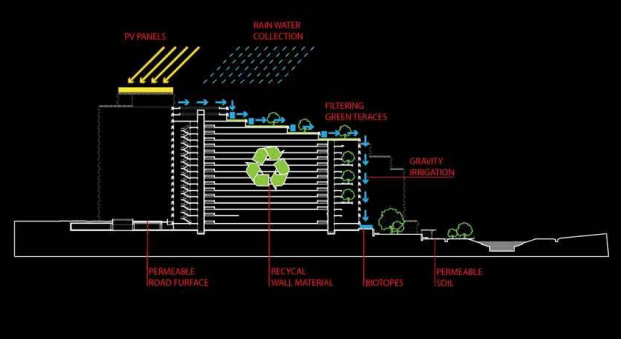 PV PANELS
RAIN WATER
COLLECTION
FILTERING
GREEN TERACES
GRAVITY
IRRIGATION
PERMEABLE
ROAD FURFACE
RECYCAL
WALL MATERIAL
BIOTOPES
PERMEABLE
SOIL